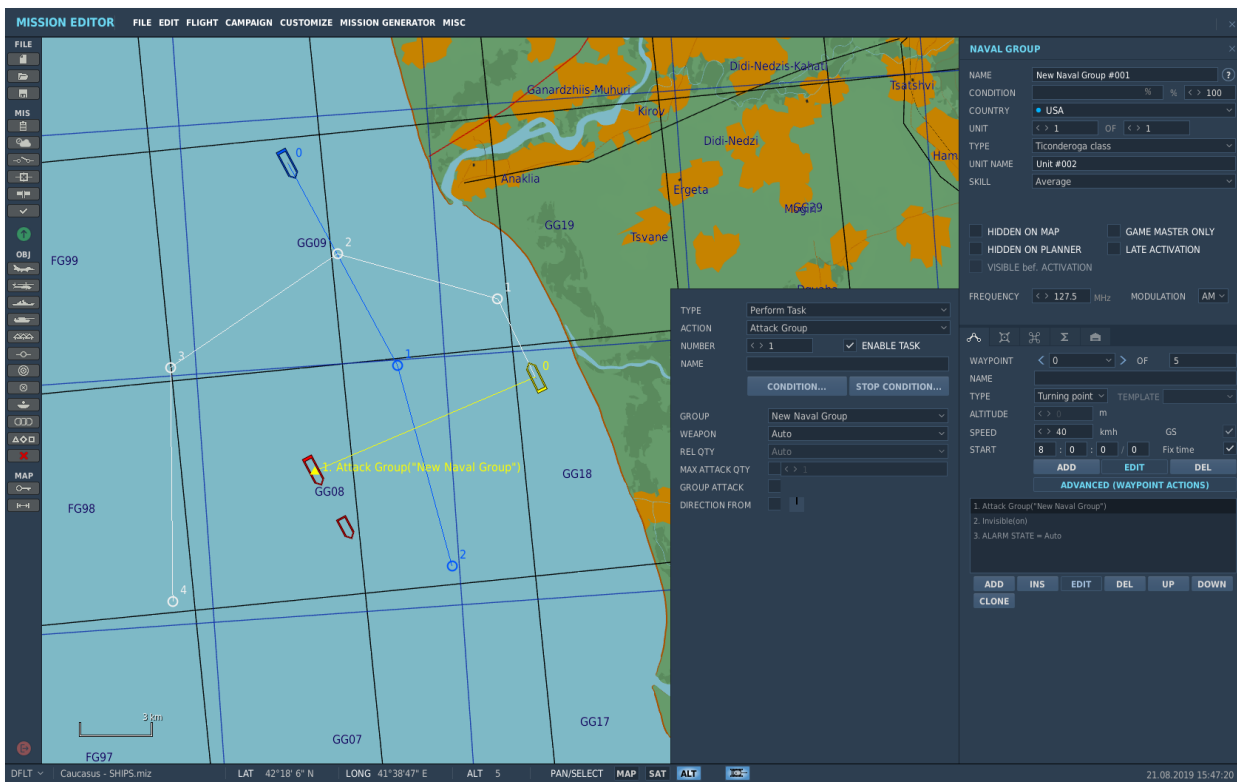 MISSION EDITOR FILE EDIT FLIGHT CAMPAIGN CUSTOMIZE MISSION GENERATOR MISC
FILE
MIS
OBJ
MAP
Didi-Nedzis-Kahati
Tsatshvi
Ganardzhiis-Muhuri
Kirov
Didi-Nedzi
Anaklia
Ergeta
GG29
GG19
Tsvane
GG09
FG99
0
2
1
3
1
0
1. Attack Group("New Naval Group")
GG08
GG18
FG98
2
4
3 km
GG17
GG07
FG97
TYPE Perform Task
ACTION Attack Group
NUMBER < > 1 ENABLE TASK
NAME
CONDITION... STOP CONDITION...
GROUP New Naval Group
WEAPON Auto
REL QTY Auto
MAX ATTACK QTY < > 1
GROUP ATTACK
DIRECTION FROM
NAVAL GROUP
NAME New Naval Group #001 ?
CONDITION % % < > 100
COUNTRY USA
UNIT < > 1 OF < > 1
TYPE Ticonderoga class
UNIT NAME Unit #002
SKILL Average
HIDDEN ON MAP GAME MASTER ONLY
HIDDEN ON PLANNER LATE ACTIVATION
VISIBLE bef. ACTIVATION
FREQUENCY < > 127.5 MHz MODULATION AM
WAYPOINT < 0 > OF 5
NAME
TYPE Turning point TEMPLATE
ALTITUDE < > 0 m
SPEED < > 40 kmh GS
START 8 : 0 : 0 / 0 Fix time
ADD EDIT DEL
ADVANCED (WAYPOINT ACTIONS)
1. Attack Group("New Naval Group")
2. Invisible(on)
3. ALARM STATE = Auto
ADD INS EDIT DEL UP DOWN
CLONE
DFLT Caucasus - SHIPS.miz LAT 42°18' 6" N LONG 41°38'47" E ALT 5 PAN/SELECT MAP SAT ALT 21.08.2019 15:47:20